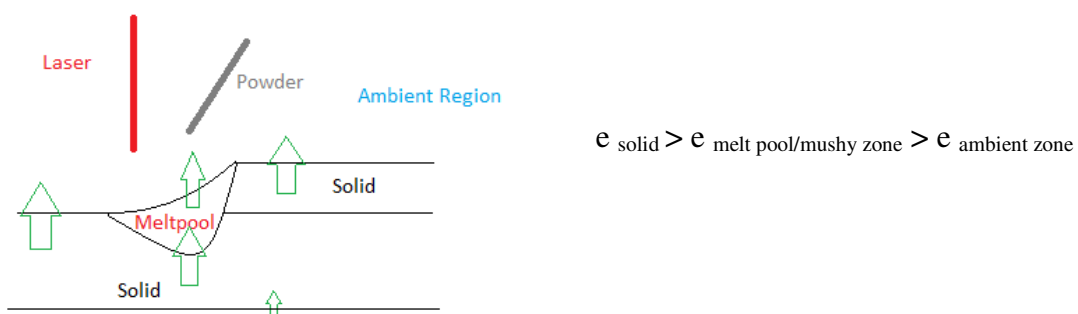 Laser
Powder
Ambient Region
e solid > e melt pool/mushy zone > e ambient zone
Solid
Meltpool
Solid